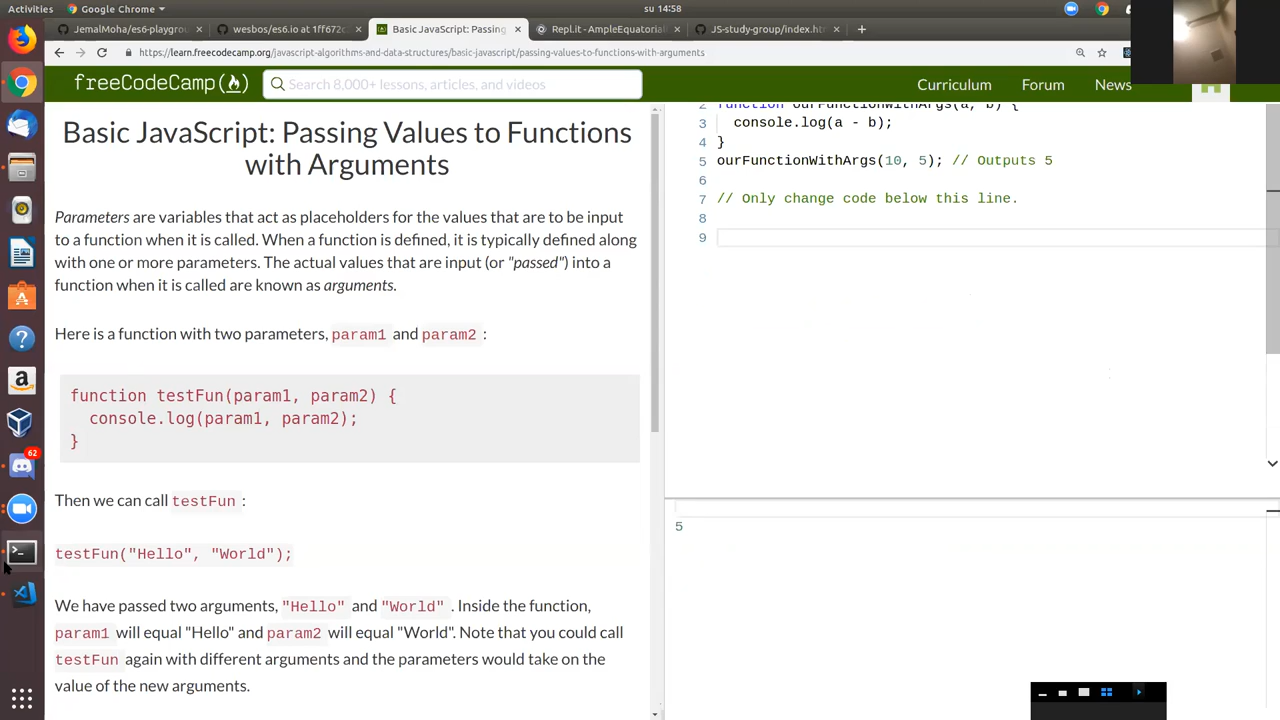 Activities
Google Chrome
su 14:58
JemalMoha/es6-playgrou
wesbos/es6.io at 1ff672c
Basic JavaScript: Passing
Repl.it - AmpleEquatorial
JS-study-group/index.htm
https://learn.freecodecamp.org/javascript-algorithms-and-data-structures/basic-javascript/passing-values-to-functions-with-arguments
freeCodeCamp
Search 8,000+ lessons, articles, and videos
Curriculum
Forum
News
Basic JavaScript: Passing Values to Functions
with Arguments
Parameters are variables that act as placeholders for the values that are to be input
to a function when it is called. When a function is defined, it is typically defined along
with one or more parameters. The actual values that are input (or "passed") into a
function when it is called are known as arguments.
Here is a function with two parameters, param1 and param2 :
function testFun(param1, param2) {
console.log(param1, param2);
}
Then we can call testFun :
testFun("Hello", "World");
We have passed two arguments, "Hello" and "World" . Inside the function,
param1 will equal "Hello" and param2 will equal "World". Note that you could call
testFun again with different arguments and the parameters would take on the
value of the new arguments.
2 function ourFunctionWithArgs(a, b) {
3 console.log(a - b);
4 }
5 ourFunctionWithArgs(10, 5); // Outputs 5
6
7 // Only change code below this line.
8
9
5
62